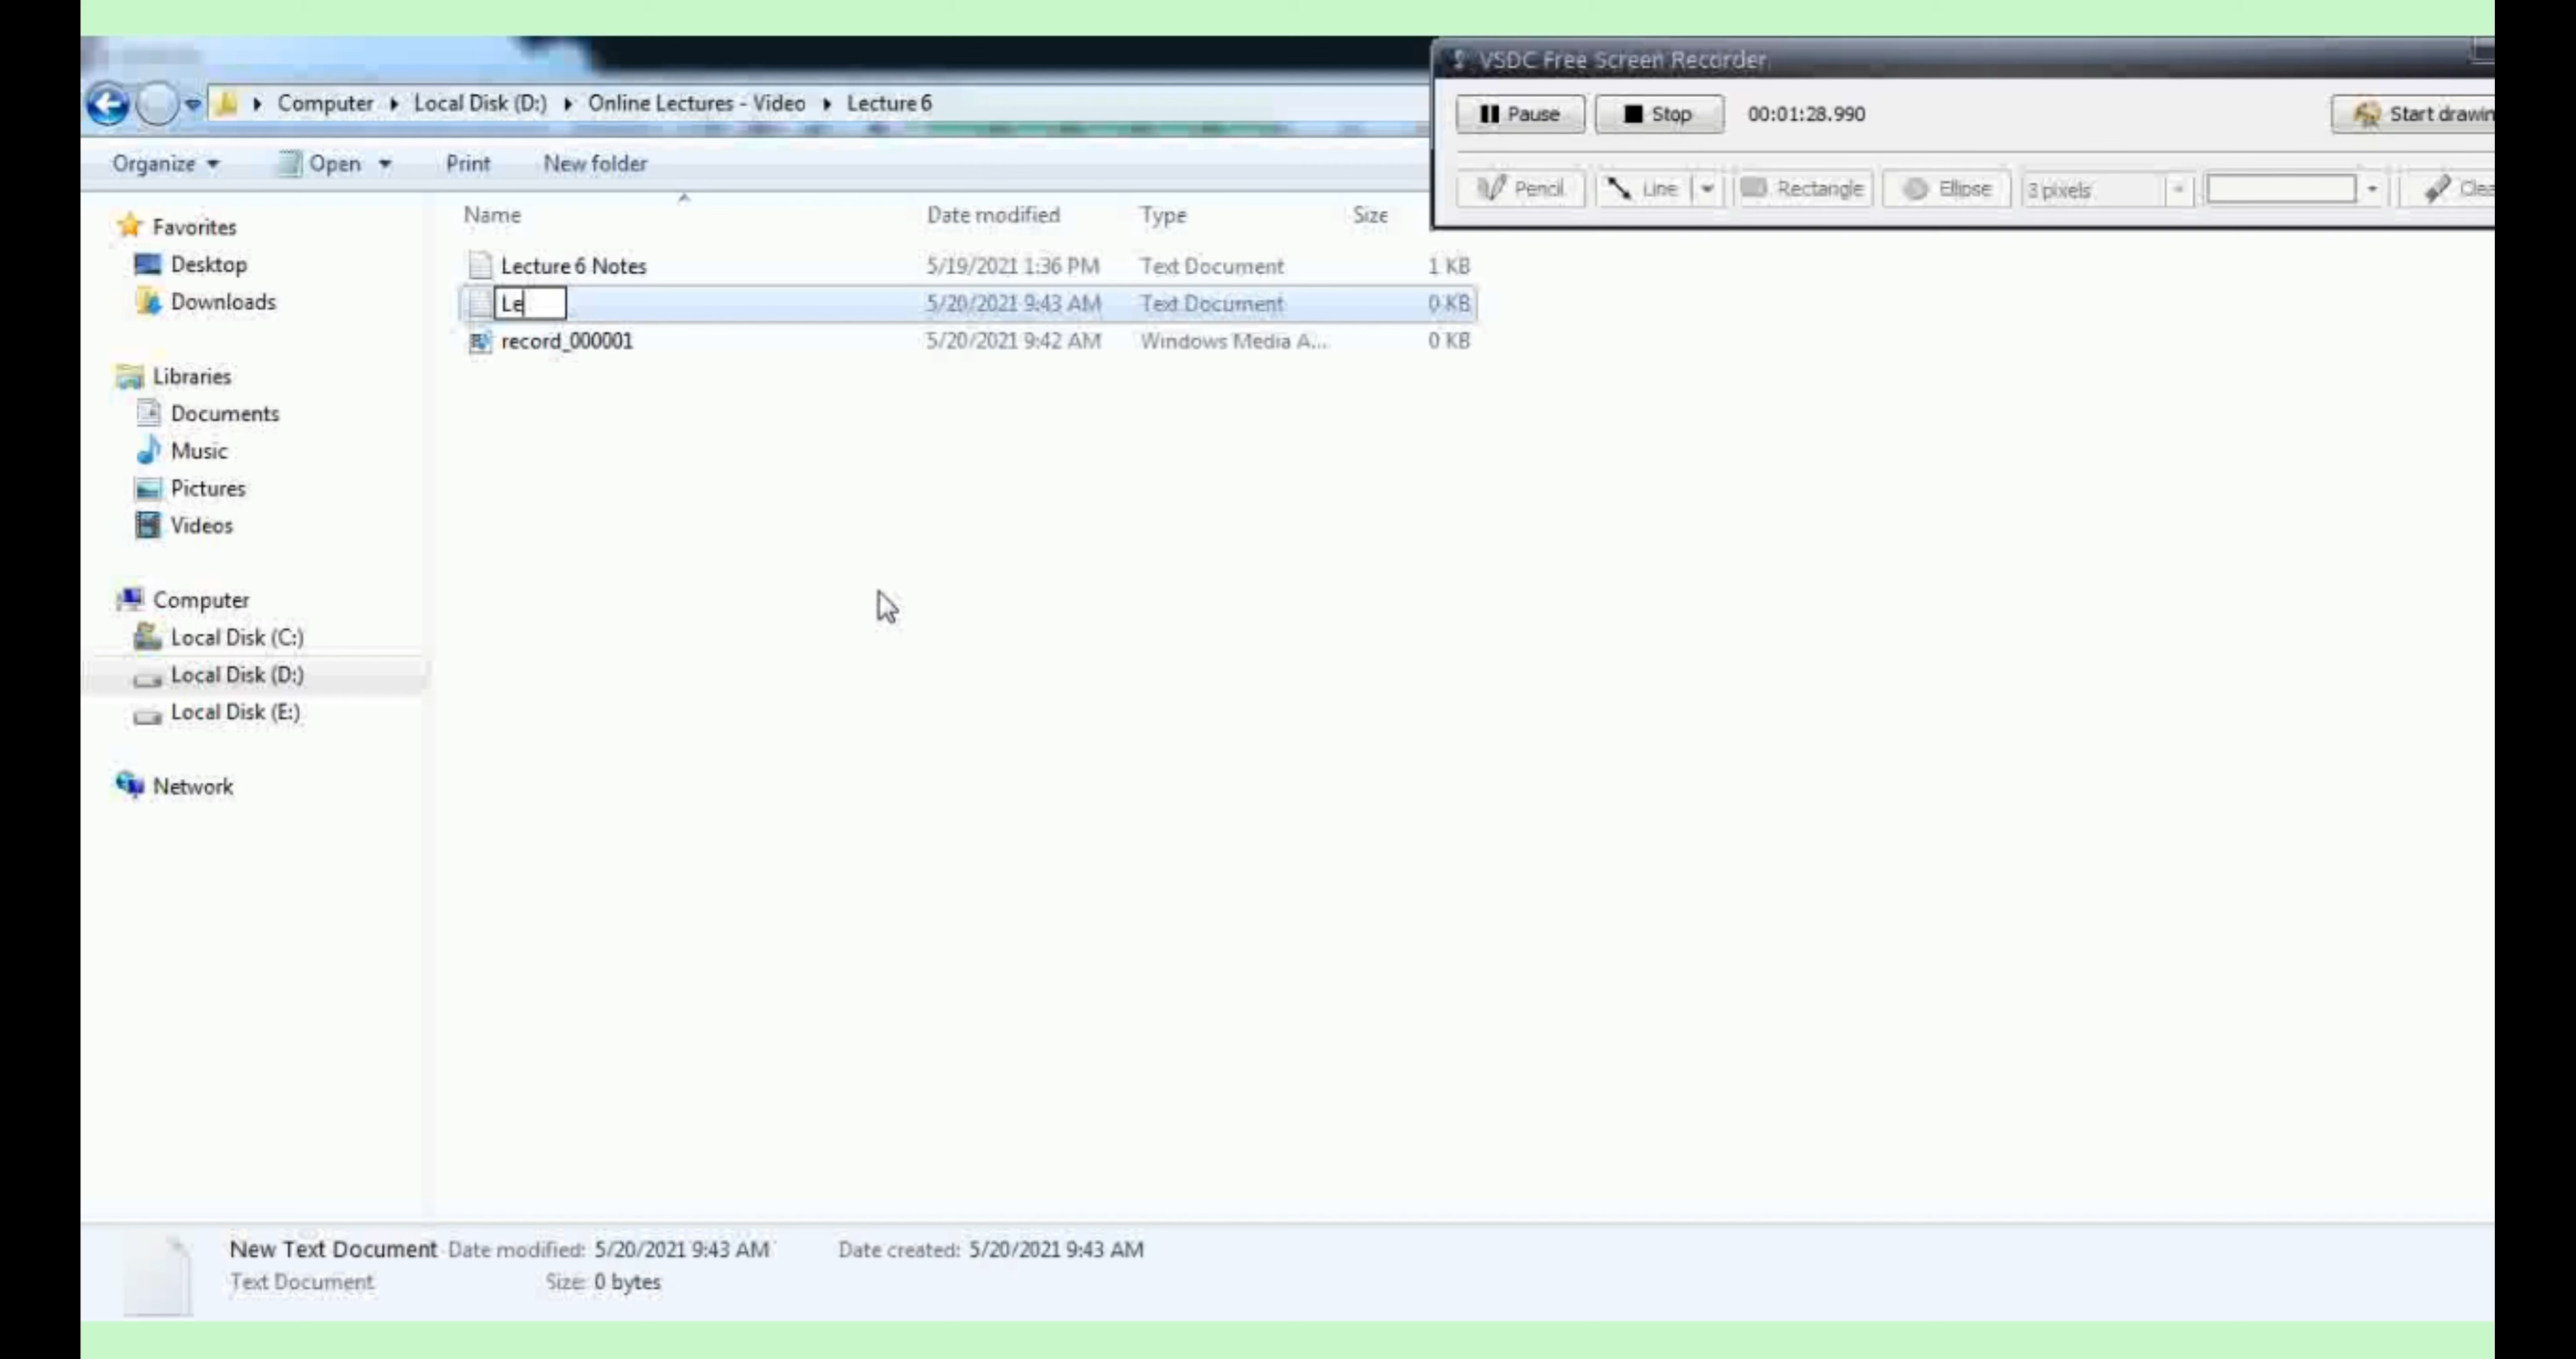 VSDC Free Screen Recorder
Computer Local Disk (D:) Online Lectures - Video Lecture 6
Pause Stop 00:01:28.990 Start drawin
Organize Open Print New folder
Pencil Line Rectangle Ellipse 3 pixels Clea
Name Date modified Type Size
Favorites
Desktop
Downloads
Libraries
Documents
Music
Pictures
Videos
Computer
Local Disk (C:)
Local Disk (D:)
Local Disk (E:)
Network
Lecture 6 Notes 5/19/2021 1:36 PM Text Document 1 KB
Le 5/20/2021 9:43 AM Text Document 0 KB
record_000001 5/20/2021 9:42 AM Windows Media A... 0 KB
New Text Document Date modified: 5/20/2021 9:43 AM Date created: 5/20/2021 9:43 AM
Text Document Size: 0 bytes